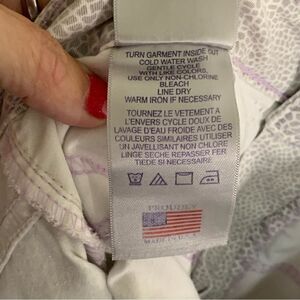 TURN GARMENT INSIDE OUT
COLD WATER WASH
GENTLE CYCLE
WITH LIKE COLORS,
USE ONLY NON-CHLORINE
BLEACH
LINE DRY
WARM IRON IF NECESSARY
TOURNEZ LE VETEMENT A
L'ENVERS CYCLE DOUX DE
LAVAGE D'EAU FROIDE AVEC DES
COULEURS SIMILAIRES UTILISER
UN JAVELLISANT NON CHLORE
LINGE SECHE REPASSER FER
TIEDE SI NECESSAIRE
PROUDLY
MADE IN U.S.A.